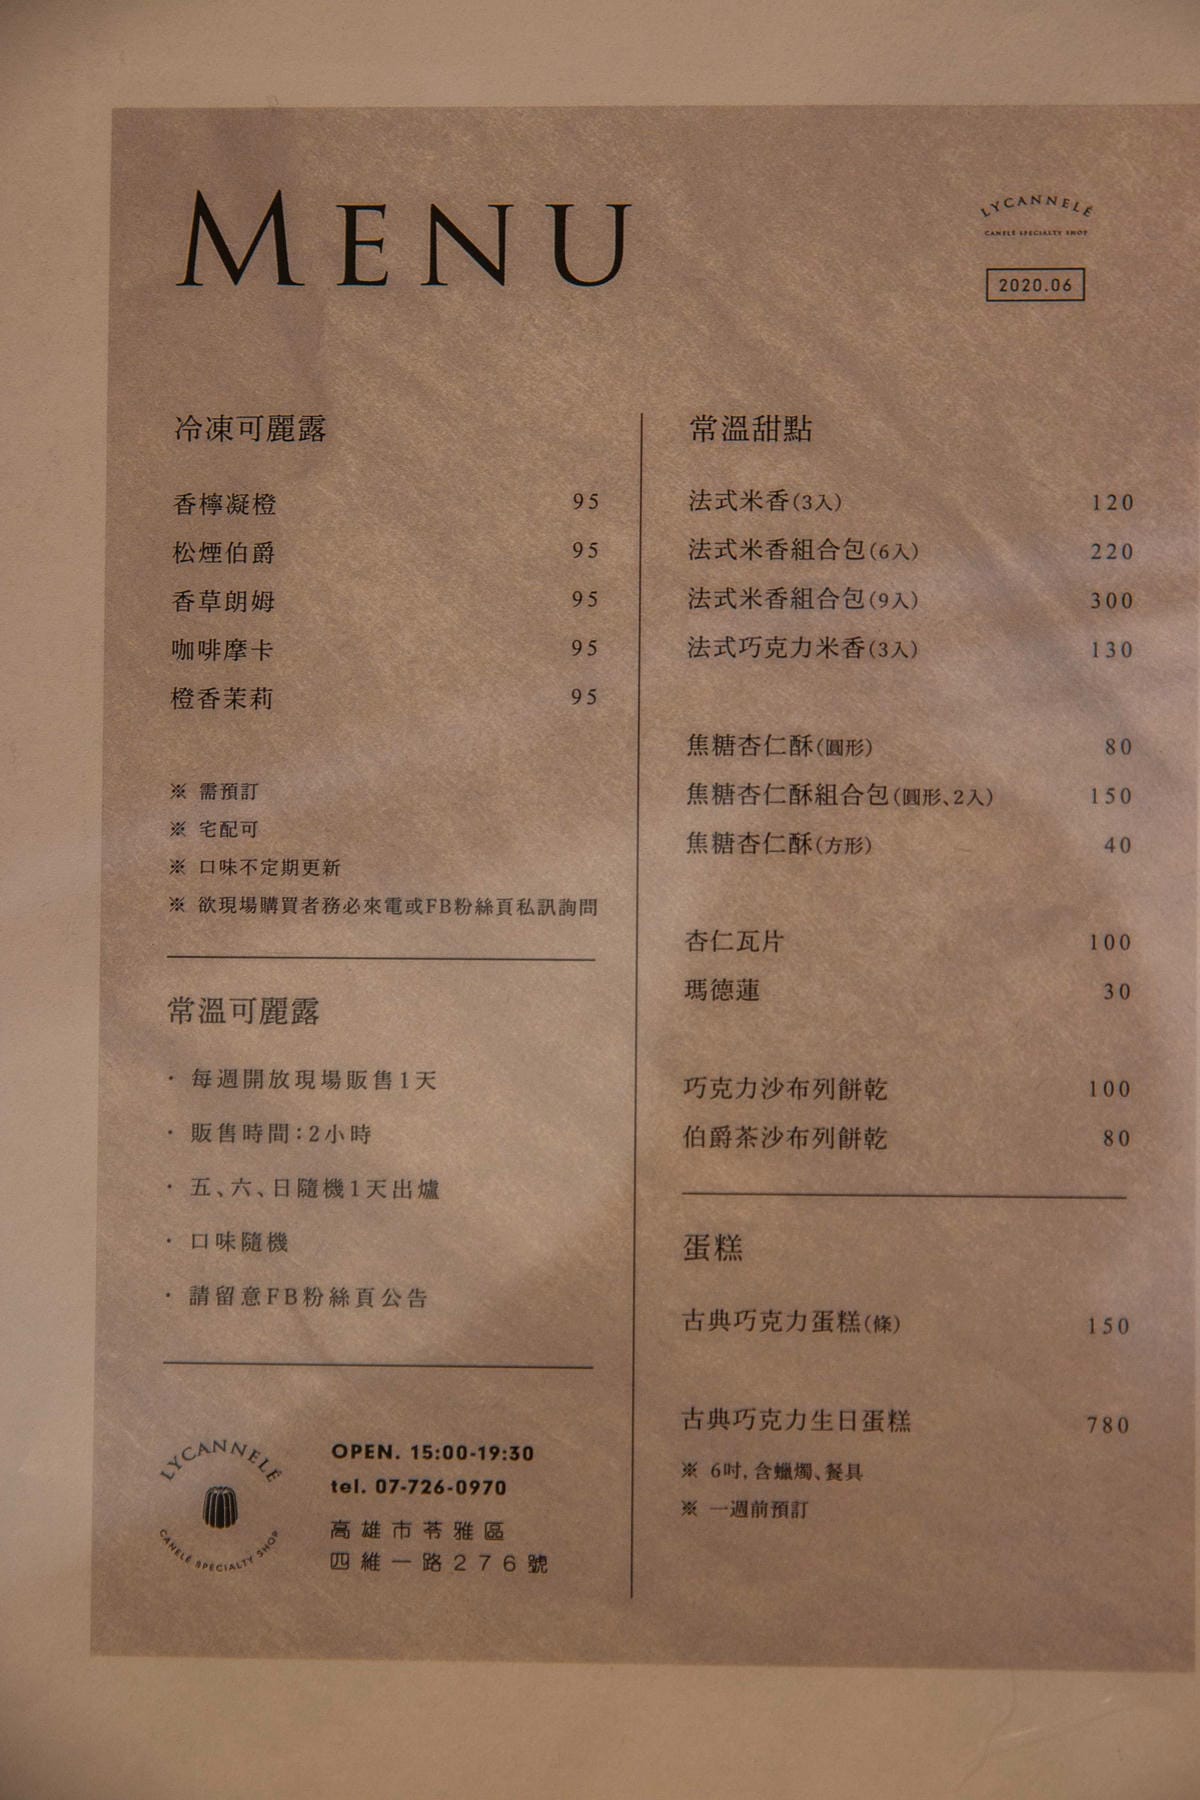 MENU
LYCANNELÉ
CANELÉ SPECIALTY SHOP
2020.06
冷凍可麗露
香檸凝橙 95
松煙伯爵 95
香草朗姆 95
咖啡摩卡 95
橙香茉莉 95
※ 需預訂
※ 宅配可
※ 口味不定期更新
※ 欲現場購買者務必來電或FB粉絲頁私訊詢問
常溫可麗露
· 每週開放現場販售1天
· 販售時間：2小時
· 五、六、日隨機1天出爐
· 口味隨機
· 請留意FB粉絲頁公告
LYCANNELÉ
CANELÉ SPECIALTY SHOP
OPEN. 15:00-19:30
tel. 07-726-0970
高雄市苓雅區
四維一路276號
常溫甜點
法式米香(3入) 120
法式米香組合包(6入) 220
法式米香組合包(9入) 300
法式巧克力米香(3入) 130
焦糖杏仁酥(圓形) 80
焦糖杏仁酥組合包(圓形、2入) 150
焦糖杏仁酥(方形) 40
杏仁瓦片 100
瑪德蓮 30
巧克力沙布列餅乾 100
伯爵茶沙布列餅乾 80
蛋糕
古典巧克力蛋糕(條) 150
古典巧克力生日蛋糕 780
※ 6吋，含蠟燭、餐具
※ 一週前預訂